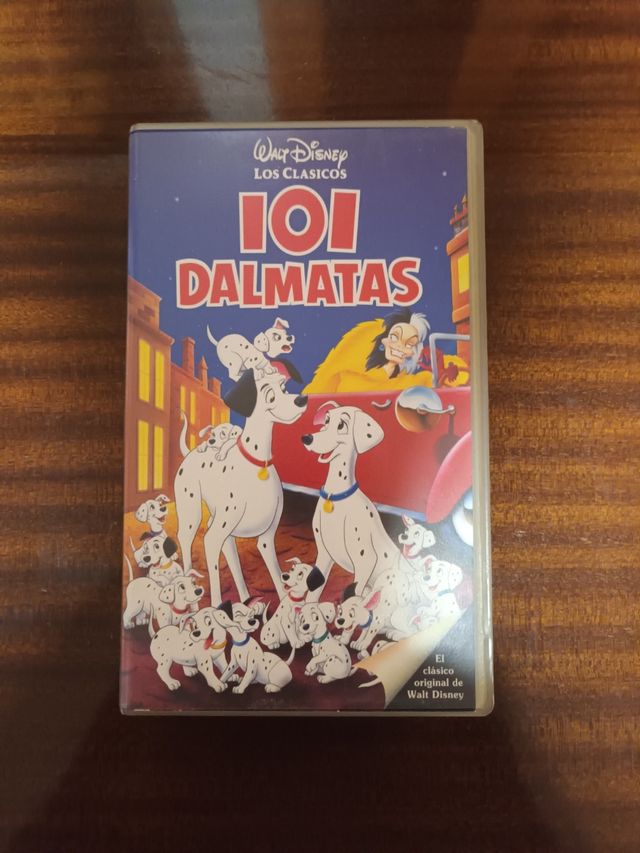 Walt Disney
LOS CLASICOS
101
DALMATAS
El
clásico
original de
Walt Disney